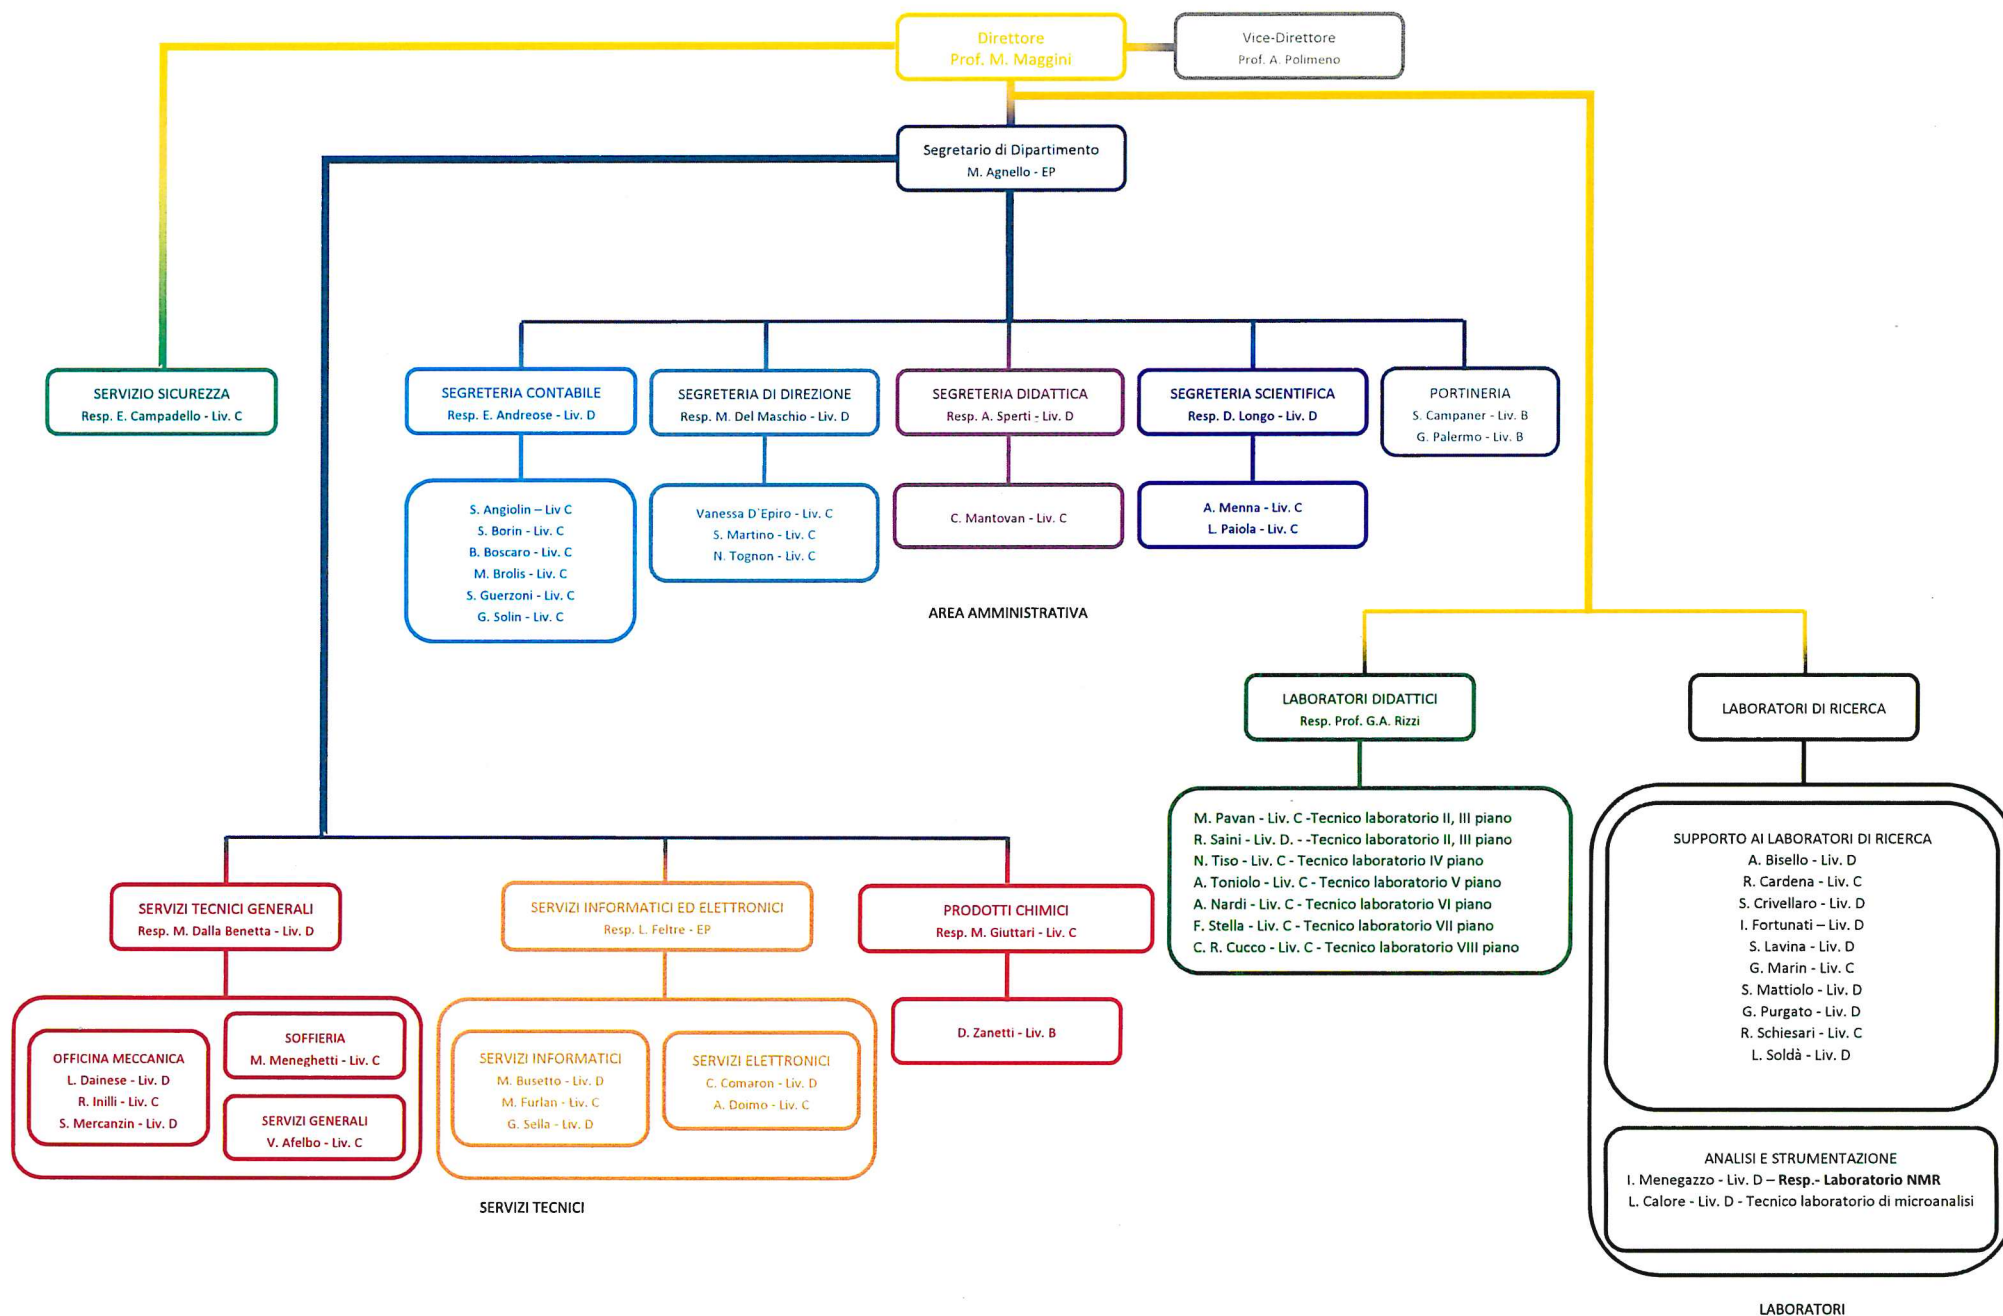 Direttore
Prof. M. Maggini
Vice-Direttore
Prof. A. Polimeno
Segretario di Dipartimento
M. Agnello - EP
SERVIZIO SICUREZZA
Resp. E. Campadello - Liv. C
SEGRETERIA CONTABILE
Resp. E. Andreose - Liv. D
S. Angiolin – Liv C
S. Borin - Liv. C
B. Boscaro - Liv. C
M. Brolis - Liv. C
S. Guerzoni - Liv. C
G. Solin - Liv. C
SEGRETERIA DI DIREZIONE
Resp. M. Del Maschio - Liv. D
Vanessa D'Epiro - Liv. C
S. Martino - Liv. C
N. Tognon - Liv. C
SEGRETERIA DIDATTICA
Resp. A. Sperti - Liv. D
C. Mantovan - Liv. C
SEGRETERIA SCIENTIFICA
Resp. D. Longo - Liv. D
A. Menna - Liv. C
L. Paiola - Liv. C
PORTINERIA
S. Campaner - Liv. B
G. Palermo - Liv. B
AREA AMMINISTRATIVA
LABORATORI DIDATTICI
Resp. Prof. G.A. Rizzi
M. Pavan - Liv. C -Tecnico laboratorio II, III piano
R. Saini - Liv. D. - -Tecnico laboratorio II, III piano
N. Tiso - Liv. C - Tecnico laboratorio IV piano
A. Toniolo - Liv. C - Tecnico laboratorio V piano
A. Nardi - Liv. C - Tecnico laboratorio VI piano
F. Stella - Liv. C - Tecnico laboratorio VII piano
C. R. Cucco - Liv. C - Tecnico laboratorio VIII piano
LABORATORI DI RICERCA
SUPPORTO AI LABORATORI DI RICERCA
A. Bisello - Liv. D
R. Cardena - Liv. C
S. Crivellaro - Liv. D
I. Fortunati – Liv. D
S. Lavina - Liv. D
G. Marin - Liv. C
S. Mattiolo - Liv. D
G. Purgato - Liv. D
R. Schiesari - Liv. C
L. Soldà - Liv. D
ANALISI E STRUMENTAZIONE
I. Menegazzo - Liv. D – Resp.- Laboratorio NMR
L. Calore - Liv. D - Tecnico laboratorio di microanalisi
LABORATORI
SERVIZI TECNICI GENERALI
Resp. M. Dalla Benetta - Liv. D
OFFICINA MECCANICA
L. Dainese - Liv. D
R. Inilli - Liv. C
S. Mercanzin - Liv. D
SOFFIERIA
M. Meneghetti - Liv. C
SERVIZI GENERALI
V. Afelbo - Liv. C
SERVIZI INFORMATICI ED ELETTRONICI
Resp. L. Feltre - EP
SERVIZI INFORMATICI
M. Busetto - Liv. D
M. Furlan - Liv. C
G. Sella - Liv. D
SERVIZI ELETTRONICI
C. Comaron - Liv. D
A. Doimo - Liv. C
PRODOTTI CHIMICI
Resp. M. Giuttari - Liv. C
D. Zanetti - Liv. B
SERVIZI TECNICI